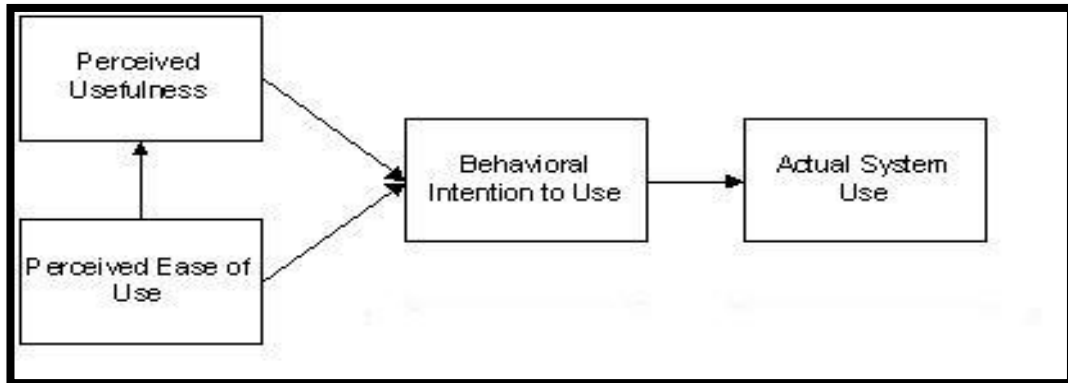 Perceived
Usefulness
Behavioral
Intention to Use
Actual System
Use
Perceived Ease of
Use